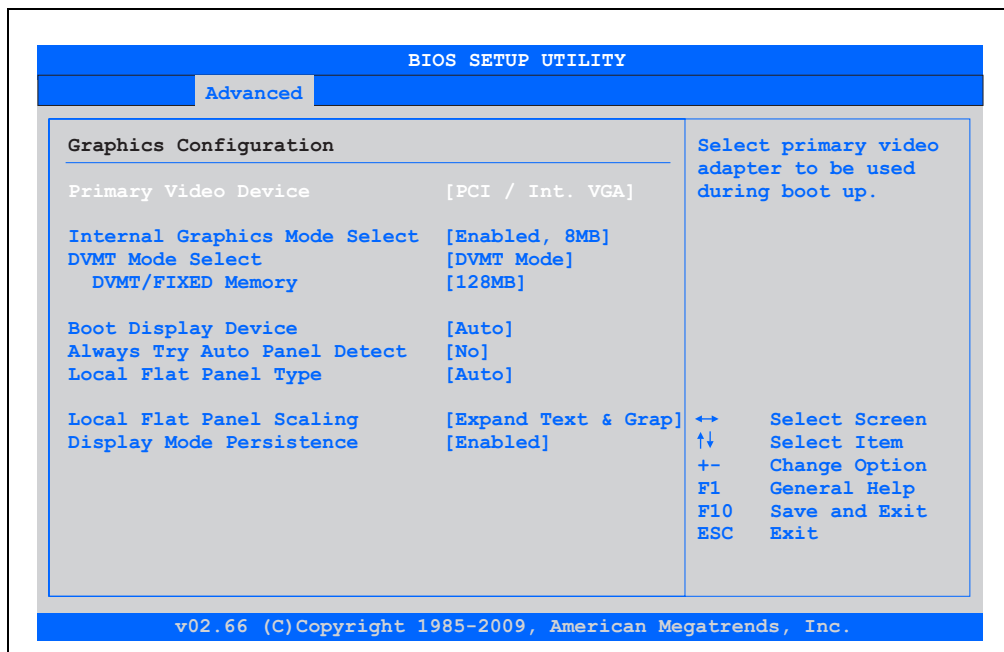 BIOS SETUP UTILITY
Advanced
Graphics Configuration
Primary Video Device [PCI / Int. VGA]
Internal Graphics Mode Select [Enabled, 8MB]
DVMT Mode Select [DVMT Mode]
DVMT/FIXED Memory [128MB]
Boot Display Device [Auto]
Always Try Auto Panel Detect [No]
Local Flat Panel Type [Auto]
Local Flat Panel Scaling [Expand Text & Grap]
Display Mode Persistence [Enabled]
Select primary video
adapter to be used
during boot up.
↔ Select Screen
↑↓ Select Item
+- Change Option
F1 General Help
F10 Save and Exit
ESC Exit
v02.66 (C)Copyright 1985-2009, American Megatrends, Inc.